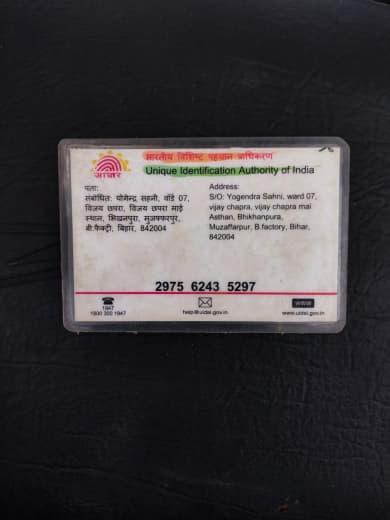 भारतीय विशिष्ट पहचान प्राधिकरण
Unique Identification Authority of India
आधार
पता:
संबोधित: योगेन्द्र सहनी, वॉर्ड 07,
विजय छपरा, विजय छपरा माई
स्थान, भिखनपुरा, मुजफ्फरपुर,
बी.फैक्ट्री, बिहार, 842004
Address:
S/O: Yogendra Sahni, ward 07,
vijay chapra, vijay chapra mai
Asthan, Bhikhanpura,
Muzaffarpur, B.factory, Bihar,
842004
2975 6243 5297
1947
1800 300 1947
help@uidai.gov.in
www
www.uidai.gov.in